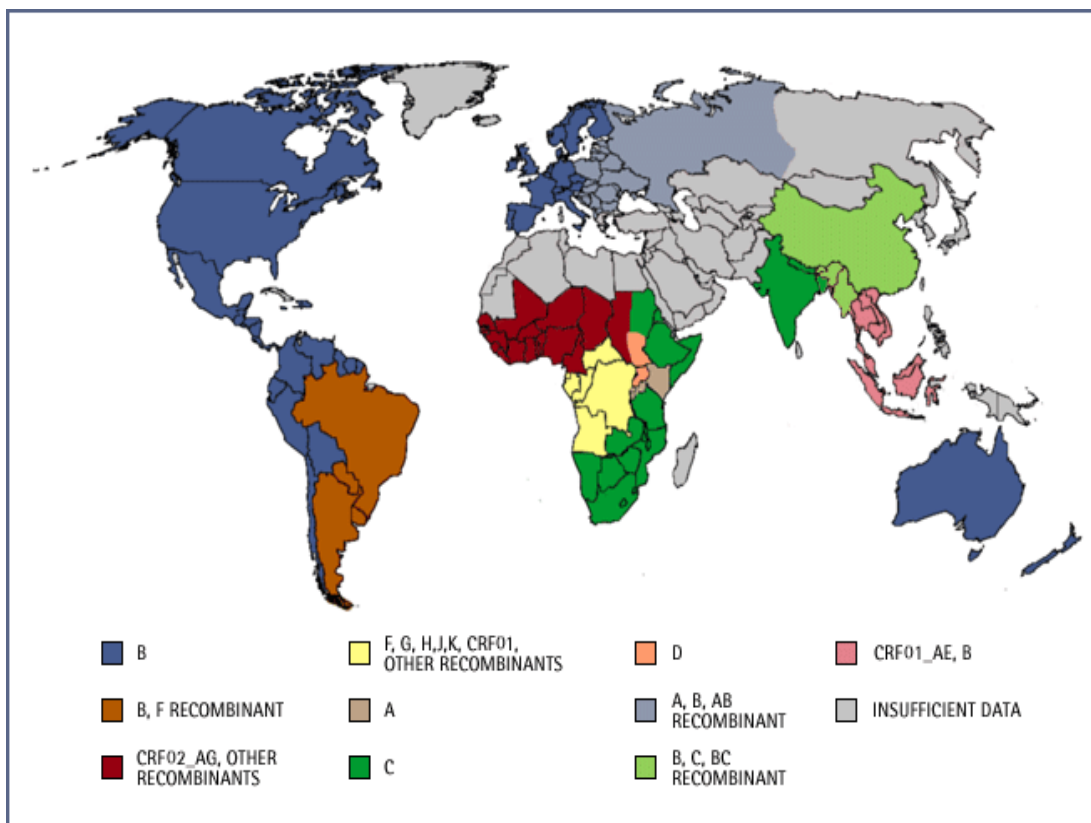 B
F, G, H,J,K, CRF01,
OTHER RECOMBINANTS
D
CRF01_AE, B
B, F RECOMBINANT
A
A, B, AB
RECOMBINANT
INSUFFICIENT DATA
CRF02_AG, OTHER
RECOMBINANTS
C
B, C, BC
RECOMBINANT